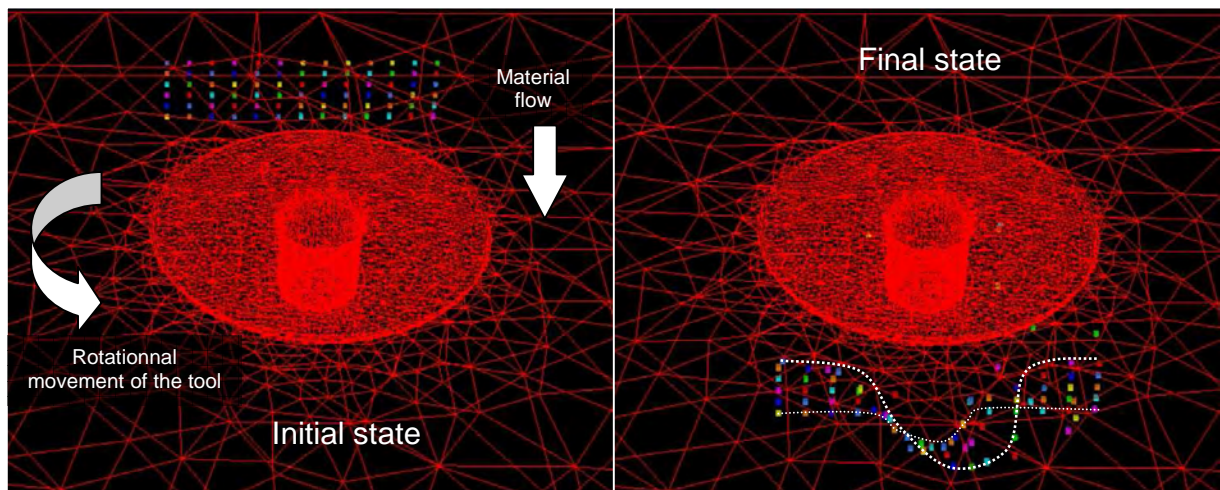 Material
flow
Rotationnal
movement of the tool
Initial state
Final state